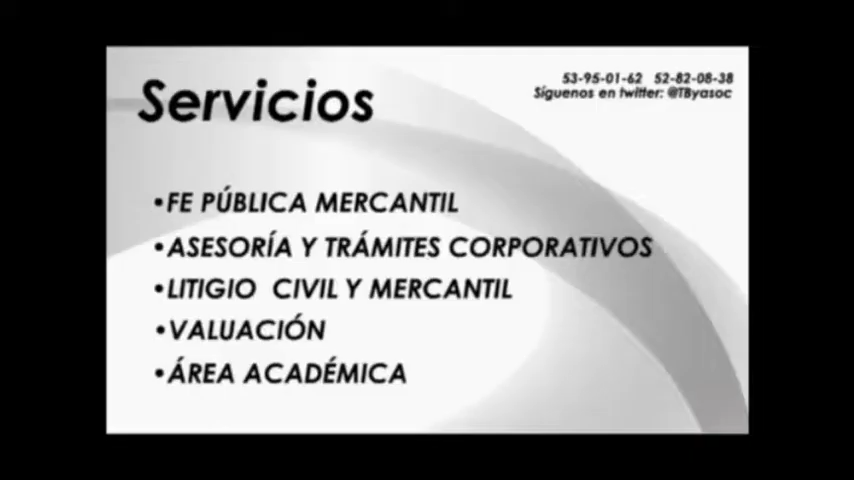 Servicios
53-95-01-62 52-82-08-38
Síguenos en twitter: @TByasoc
•FE PÚBLICA MERCANTIL
•ASESORÍA Y TRÁMITES CORPORATIVOS
•LITIGIO CIVIL Y MERCANTIL
•VALUACIÓN
•ÁREA ACADÉMICA